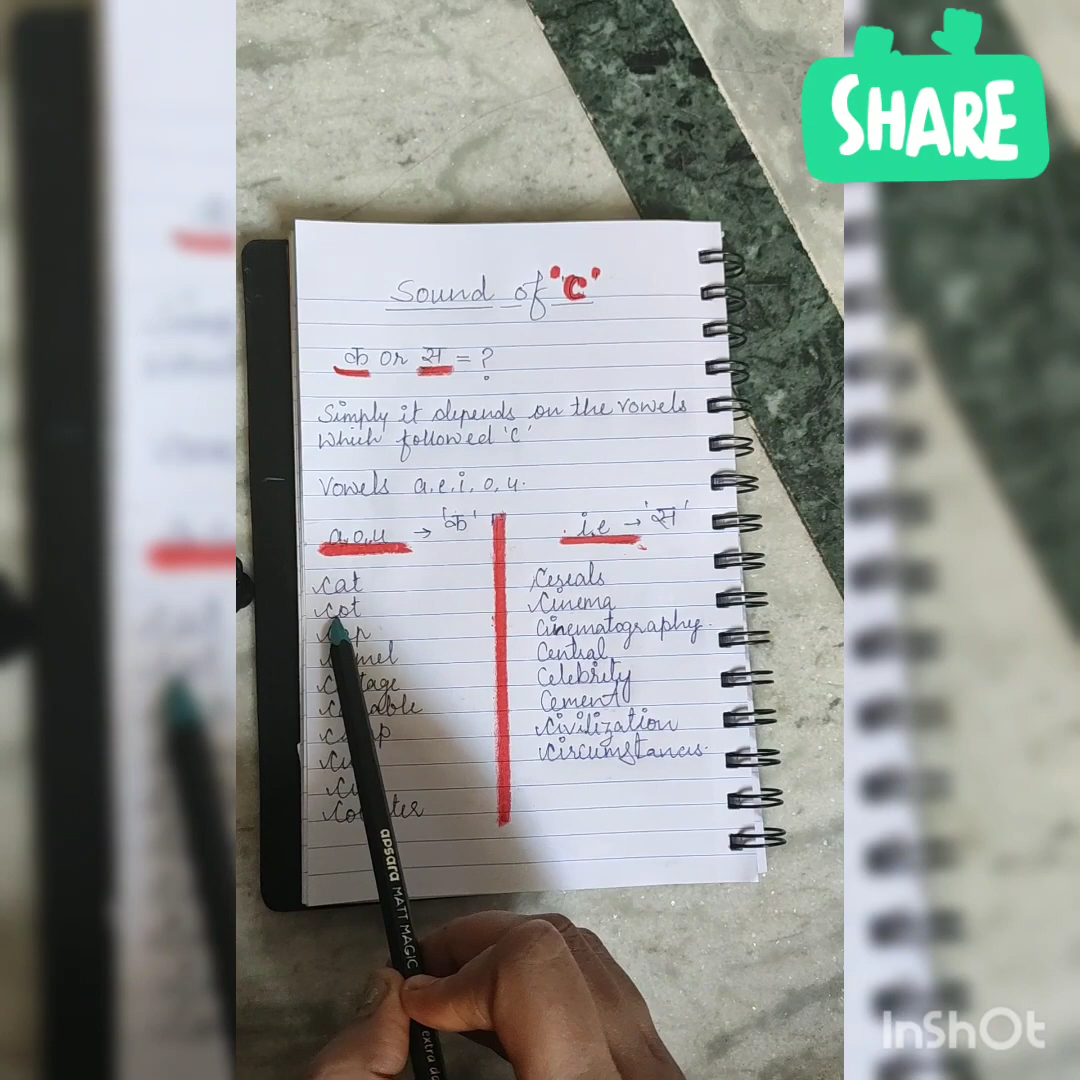 SHARE
Sound of 'C'
क or स = ?
Simply it depends on the vowels
which followed 'C'
Vowels a, e, i, o, u.
a, o, u → 'क'
i, e → 'स'
cat
cot
Cereals
Cinema
Cinematography.
Central
Celebrity
Cement
Civilization
Circumstances.
apsara MATT MAGIC
InShOt